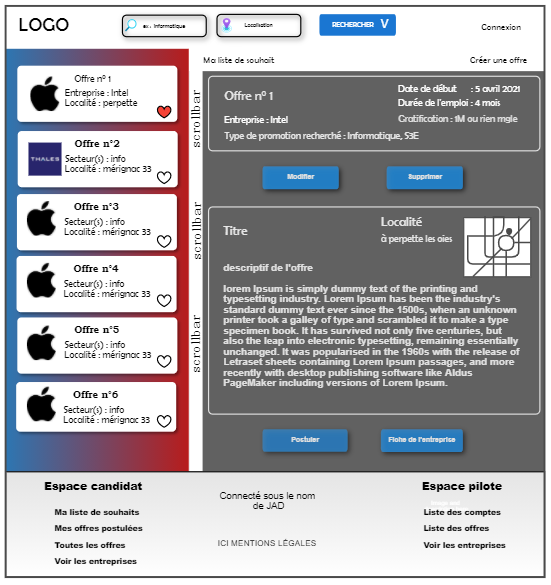 LOGO
ex. Informatique
Localisation
RECHERCHER V
Connexion
Ma liste de souhait
Créer une offre
Offre n° 1
Entreprise : Intel
Localité : perpette
THALES
Offre n°2
Secteur(s) : info
Localité : mérignac 33
Offre n°3
Secteur(s) : info
Localité : mérignac 33
Offre n°4
Secteur(s) : info
Localité : mérignac 33
Offre n°5
Secteur(s) : info
Localité : mérignac 33
Offre n°6
Secteur(s) : info
Localité : mérignac 33
scrollbar
scrollbar
scrollbar
Offre n° 1
Date de début : 5 avril 2021
Durée de l'emploi : 4 mois
Entreprise : Intel
Gratification : 1M ou rien mgle
Type de promotion recherché : Informatique, S3E
Modifier
Supprimer
Titre
Localité
à perpette les oies
descriptif de l'offre
lorem Ipsum is simply dummy text of the printing and
typesetting industry. Lorem Ipsum has been the industry's
standard dummy text ever since the 1500s, when an unknown
printer took a galley of type and scrambled it to make a type
specimen book. It has survived not only five centuries, but
also the leap into electronic typesetting, remaining essentially
unchanged. It was popularised in the 1960s with the release of
Letraset sheets containing Lorem Ipsum passages, and more
recently with desktop publishing software like Aldus
PageMaker including versions of Lorem Ipsum.
Postuler
Fiche de l'entreprise
Espace candidat
Ma liste de souhaits
Mes offres postulées
Toutes les offres
Voir les entreprises
Connecté sous le nom
de JAD
ICI MENTIONS LÉGALES
Espace pilote
Liste des comptes
Liste des offres
Voir les entreprises